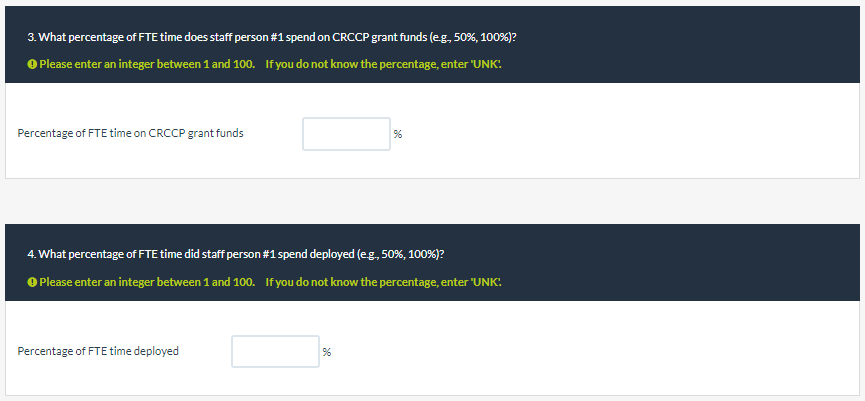 3. What percentage of FTE time does staff person #1 spend on CRCCP grant funds (e.g., 50%, 100%)?
Please enter an integer between 1 and 100. If you do not know the percentage, enter 'UNK'.
Percentage of FTE time on CRCCP grant funds %
4. What percentage of FTE time did staff person #1 spend deployed (e.g., 50%, 100%)?
Please enter an integer between 1 and 100. If you do not know the percentage, enter 'UNK'.
Percentage of FTE time deployed %